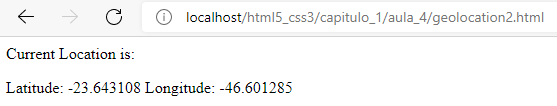 localhost/html5_css3/capitulo_1/aula_4/geolocation2.html
Current Location is:
Latitude: -23.643108 Longitude: -46.601285